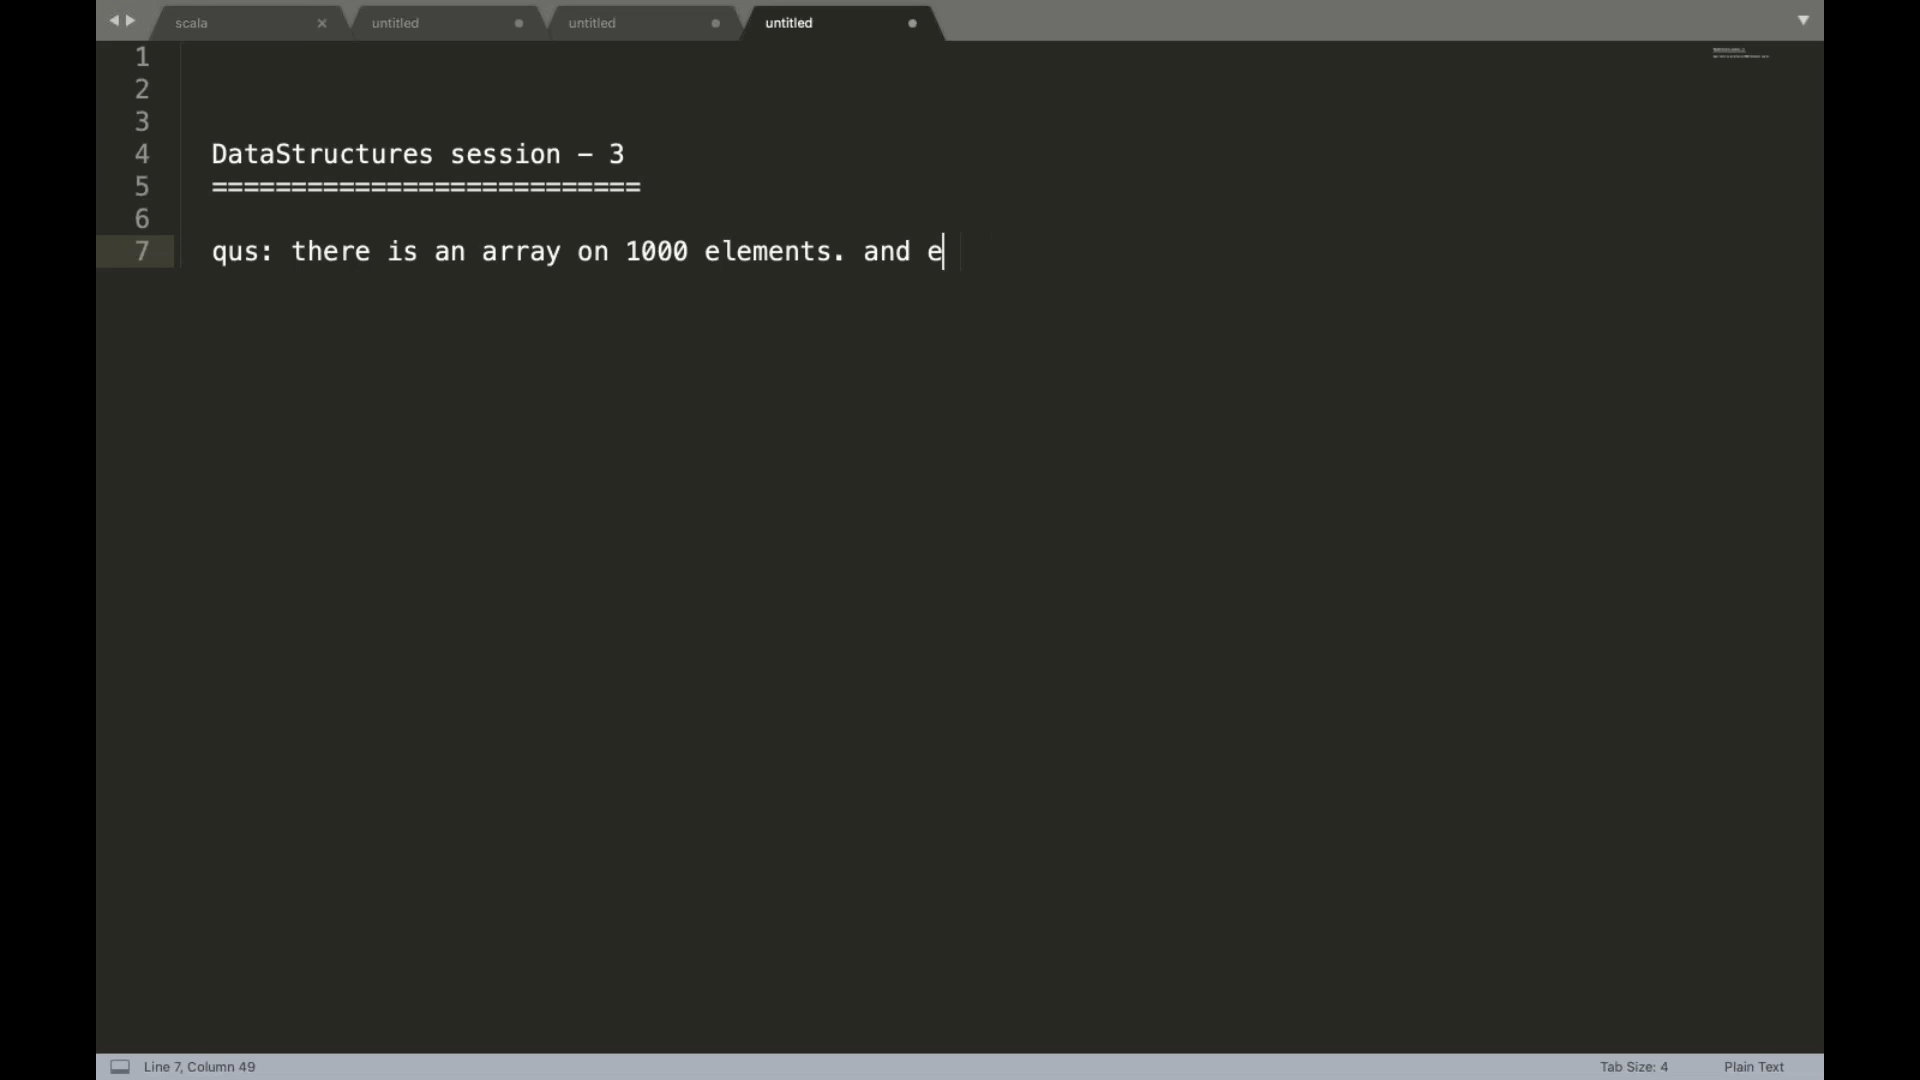 scala untitled untitled untitled
1
2
3
4 DataStructures session - 3
5 ===========================
6
7 qus: there is an array on 1000 elements. and e
Line 7, Column 49 Tab Size: 4 Plain Text